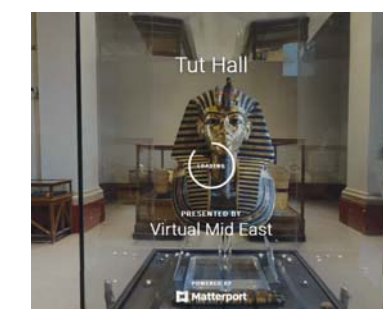 Tut Hall
LOADING
PRESENTED BY
Virtual Mid East
POWERED BY
Matterport